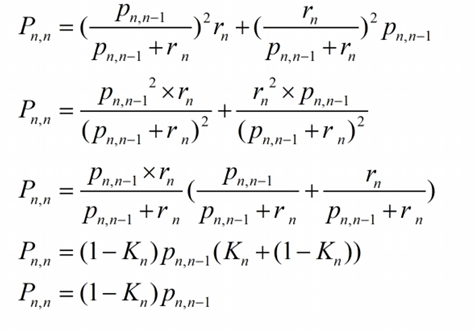 P_{n,n} = (\frac{p_{n,n-1}}{p_{n,n-1} + r_n})^2 r_n + (\frac{r_n}{p_{n,n-1} + r_n})^2 p_{n,n-1}
P_{n,n} = \frac{p_{n,n-1}^2 \times r_n}{(p_{n,n-1} + r_n)^2} + \frac{r_n^2 \times p_{n,n-1}}{(p_{n,n-1} + r_n)^2}
P_{n,n} = \frac{p_{n,n-1} \times r_n}{p_{n,n-1} + r_n} (\frac{p_{n,n-1}}{p_{n,n-1} + r_n} + \frac{r_n}{p_{n,n-1} + r_n})
P_{n,n} = (1 - K_n) p_{n,n-1} (K_n + (1 - K_n))
P_{n,n} = (1 - K_n) p_{n,n-1}